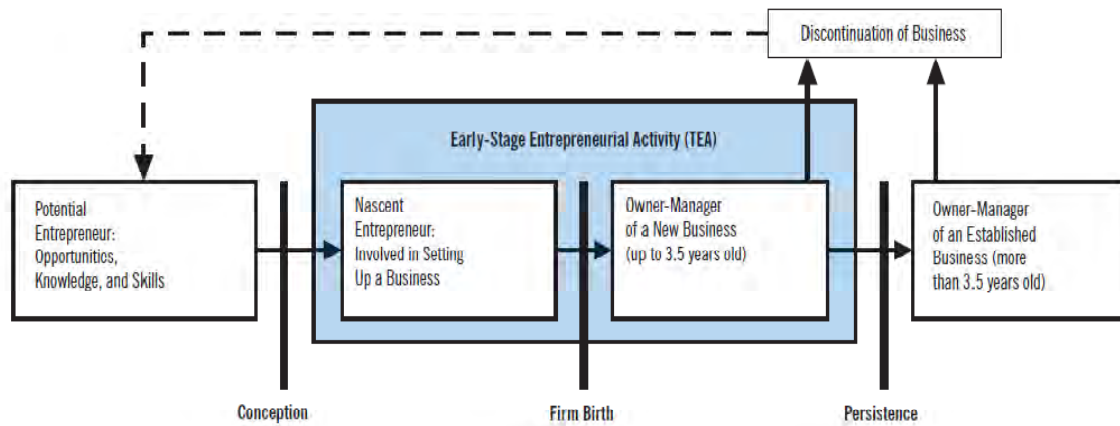 Discontinuation of Business
Early-Stage Entrepreneurial Activity (TEA)
Potential
Entrepreneur:
Opportunities,
Knowledge, and Skills
Nascent
Entrepreneur:
Involved in Setting
Up a Business
Owner-Manager
of a New Business
(up to 3.5 years old)
Owner-Manager
of an Established
Business (more
than 3.5 years old)
Conception
Firm Birth
Persistence